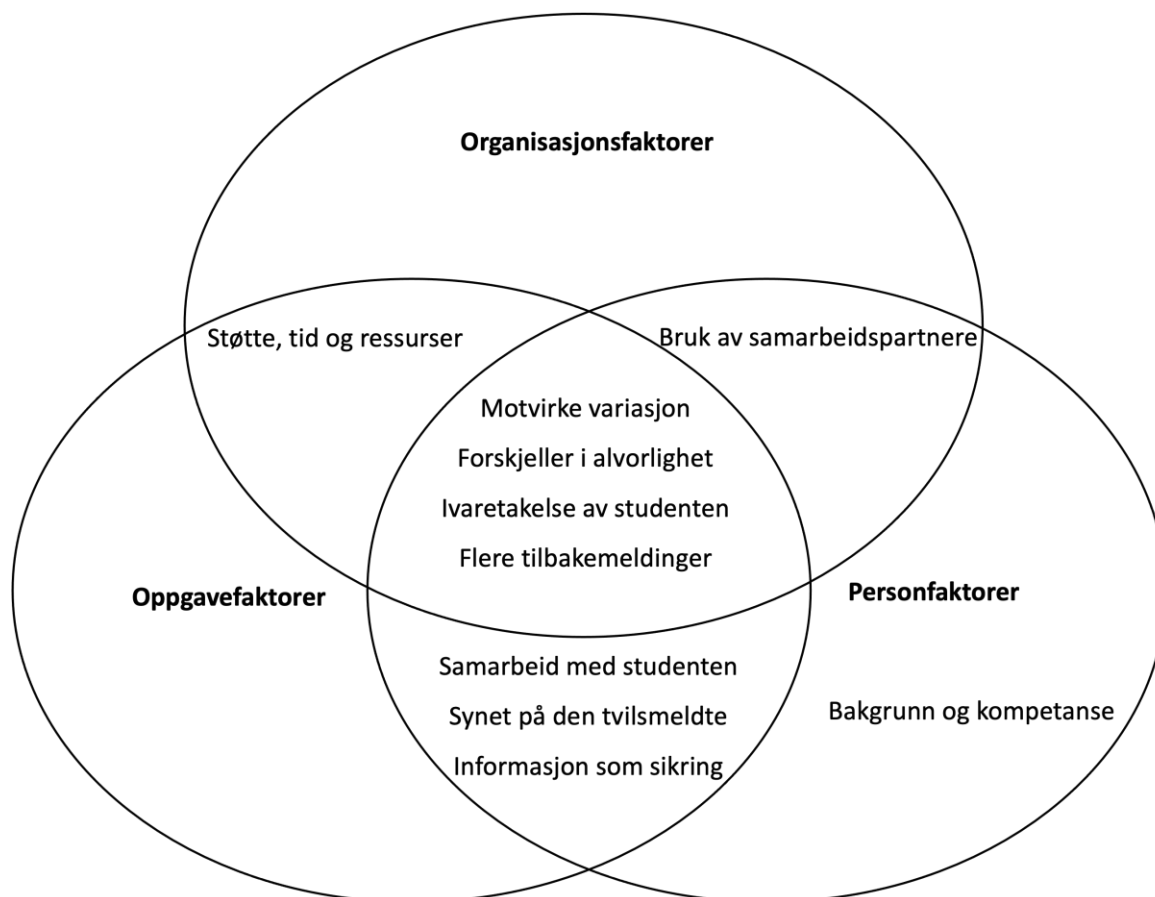 Organisasjonsfaktorer
Støtte, tid og ressurser
Bruk av samarbeidspartnere
Motvirke variasjon
Forskjeller i alvorlighet
Ivaretakelse av studenten
Flere tilbakemeldinger
Oppgavefaktorer
Personfaktorer
Samarbeid med studenten
Synet på den tvilsmeldte
Informasjon som sikring
Bakgrunn og kompetanse